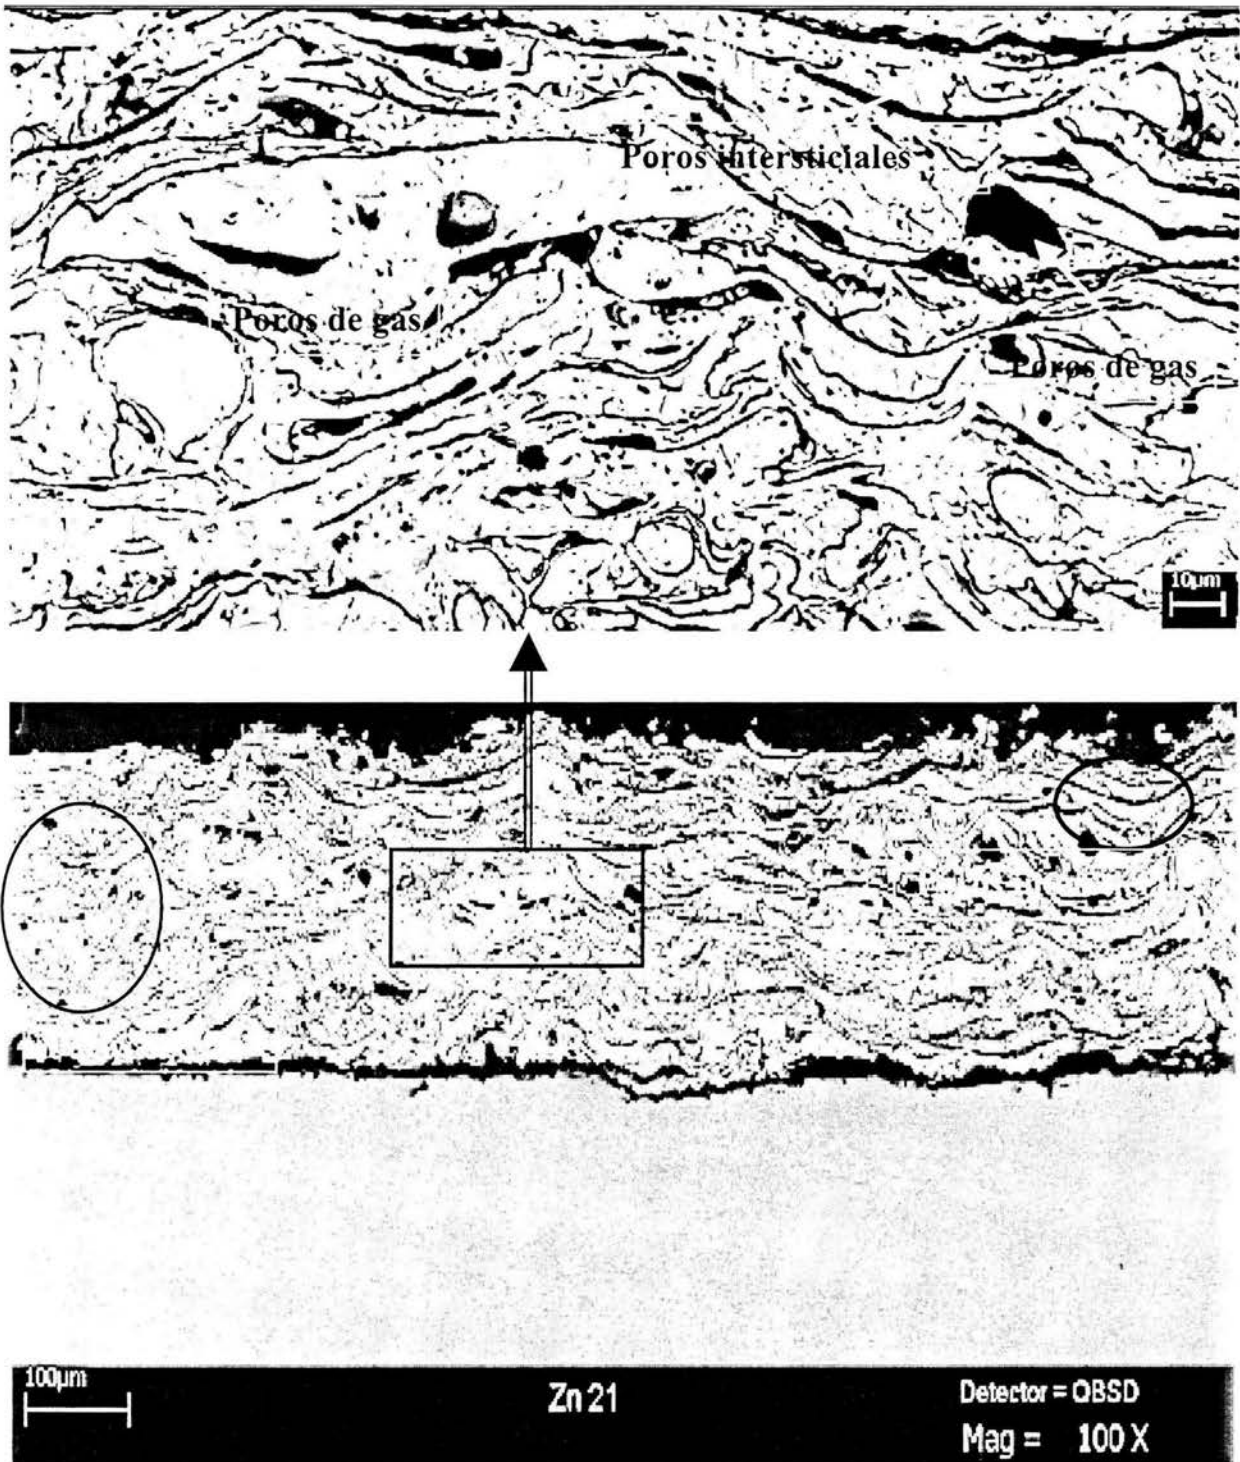 Poros intersticiales
Poros de gas
Poros de gas
10µm
100µm
Zn 21
Detector = QBSD
Mag = 100 X